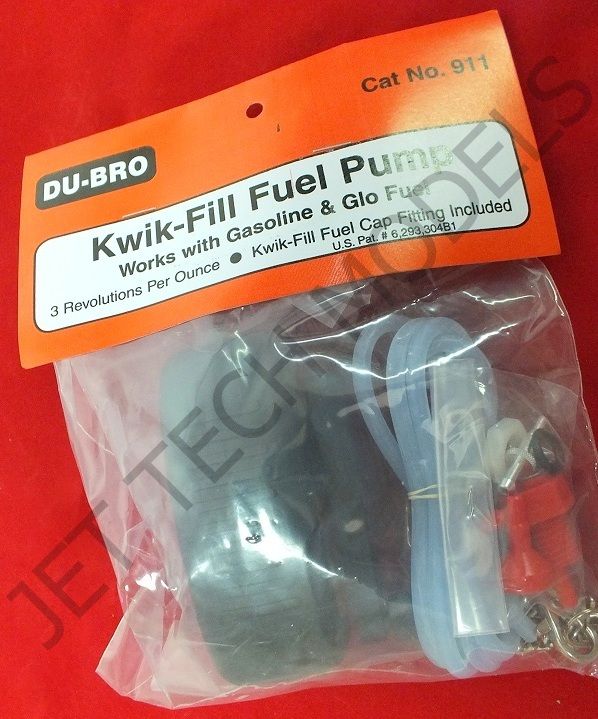 Cat No. 911
DU-BRO
Kwik-Fill Fuel Pump
Works with Gasoline & Glo Fuel
3 Revolutions Per Ounce • Kwik-Fill Fuel Cap Fitting Included
U.S. Pat. # 6,293,304B1
JET TECH MODELS